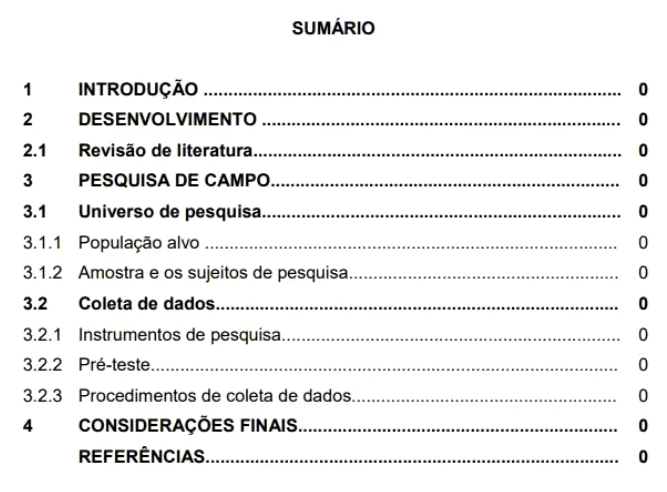 SUMÁRIO
1 INTRODUÇÃO ..................................................................................... 0
2 DESENVOLVIMENTO ......................................................................... 0
2.1 Revisão de literatura........................................................................... 0
3 PESQUISA DE CAMPO....................................................................... 0
3.1 Universo de pesquisa......................................................................... 0
3.1.1 População alvo .................................................................................... 0
3.1.2 Amostra e os sujeitos de pesquisa....................................................... 0
3.2 Coleta de dados.................................................................................. 0
3.2.1 Instrumentos de pesquisa..................................................................... 0
3.2.2 Pré-teste............................................................................................... 0
3.2.3 Procedimentos de coleta de dados...................................................... 0
4 CONSIDERAÇÕES FINAIS................................................................. 0
REFERÊNCIAS.................................................................................... 0